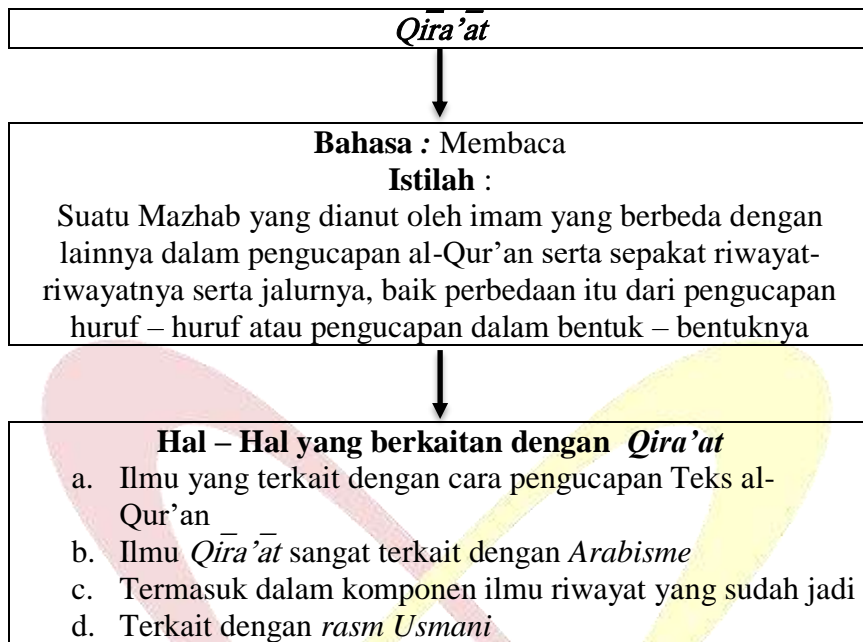 Qira’at
Bahasa : Membaca
Istilah :
Suatu Mazhab yang dianut oleh imam yang berbeda dengan
lainnya dalam pengucapan al-Qur’an serta sepakat riwayat-
riwayatnya serta jalurnya, baik perbedaan itu dari pengucapan
huruf – huruf atau pengucapan dalam bentuk – bentuknya
Hal – Hal yang berkaitan dengan Qira’at
a. Ilmu yang terkait dengan cara pengucapan Teks al-
Qur’an
b. Ilmu Qira’at sangat terkait dengan Arabisme
c. Termasuk dalam komponen ilmu riwayat yang sudah jadi
d. Terkait dengan rasm Usmani